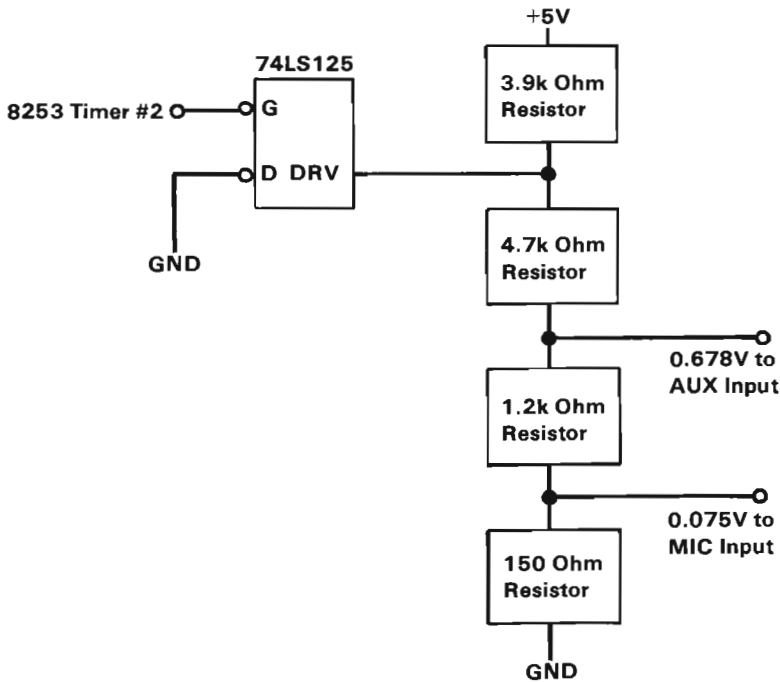 +5V
74LS125
3.9k Ohm
Resistor
8253 Timer #2
G
D DRV
GND
4.7k Ohm
Resistor
0.678V to
AUX Input
1.2k Ohm
Resistor
0.075V to
MIC Input
150 Ohm
Resistor
GND